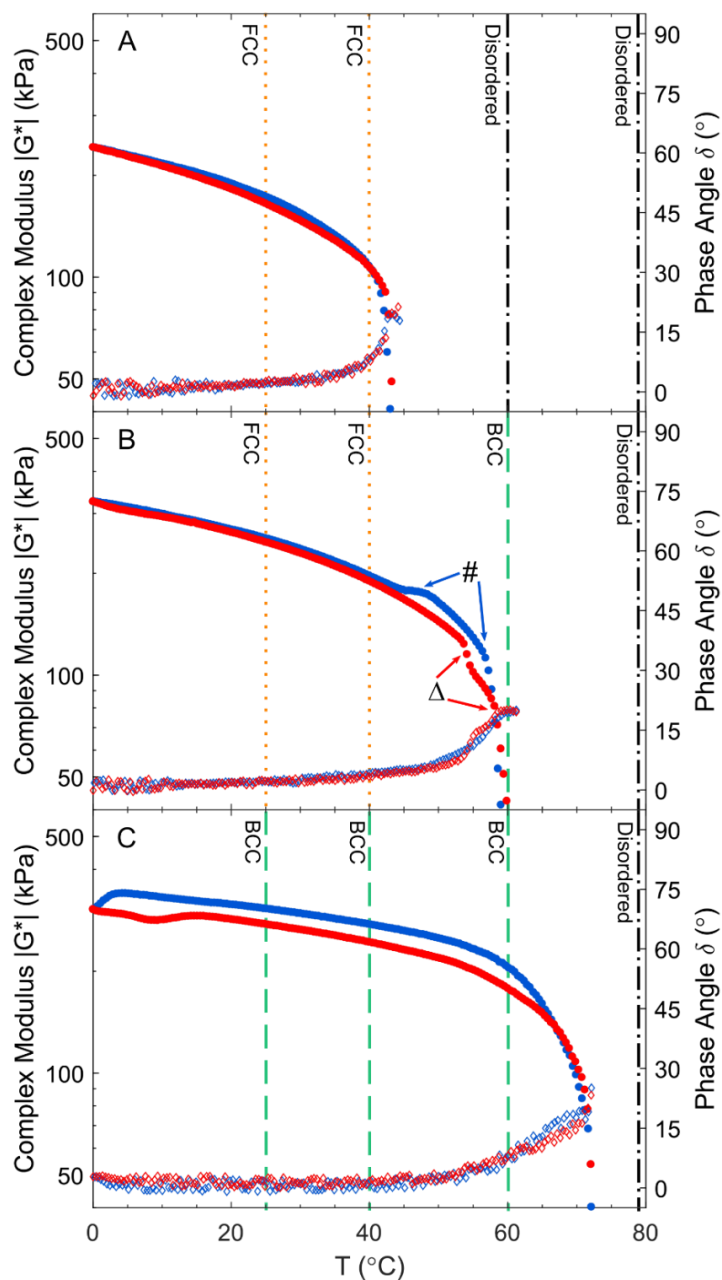 A
500
100
50
Complex Modulus |G*| (kPa)
FCC
FCC
Disordered
Disordered
90
75
60
45
30
15
0
Phase Angle δ (°)
B
500
100
50
Complex Modulus |G*| (kPa)
FCC
FCC
BCC
Disordered
#
Δ
90
75
60
45
30
15
0
Phase Angle δ (°)
C
500
100
50
Complex Modulus |G*| (kPa)
BCC
BCC
BCC
Disordered
90
75
60
45
30
15
0
Phase Angle δ (°)
0 20 40 60 80
T (°C)